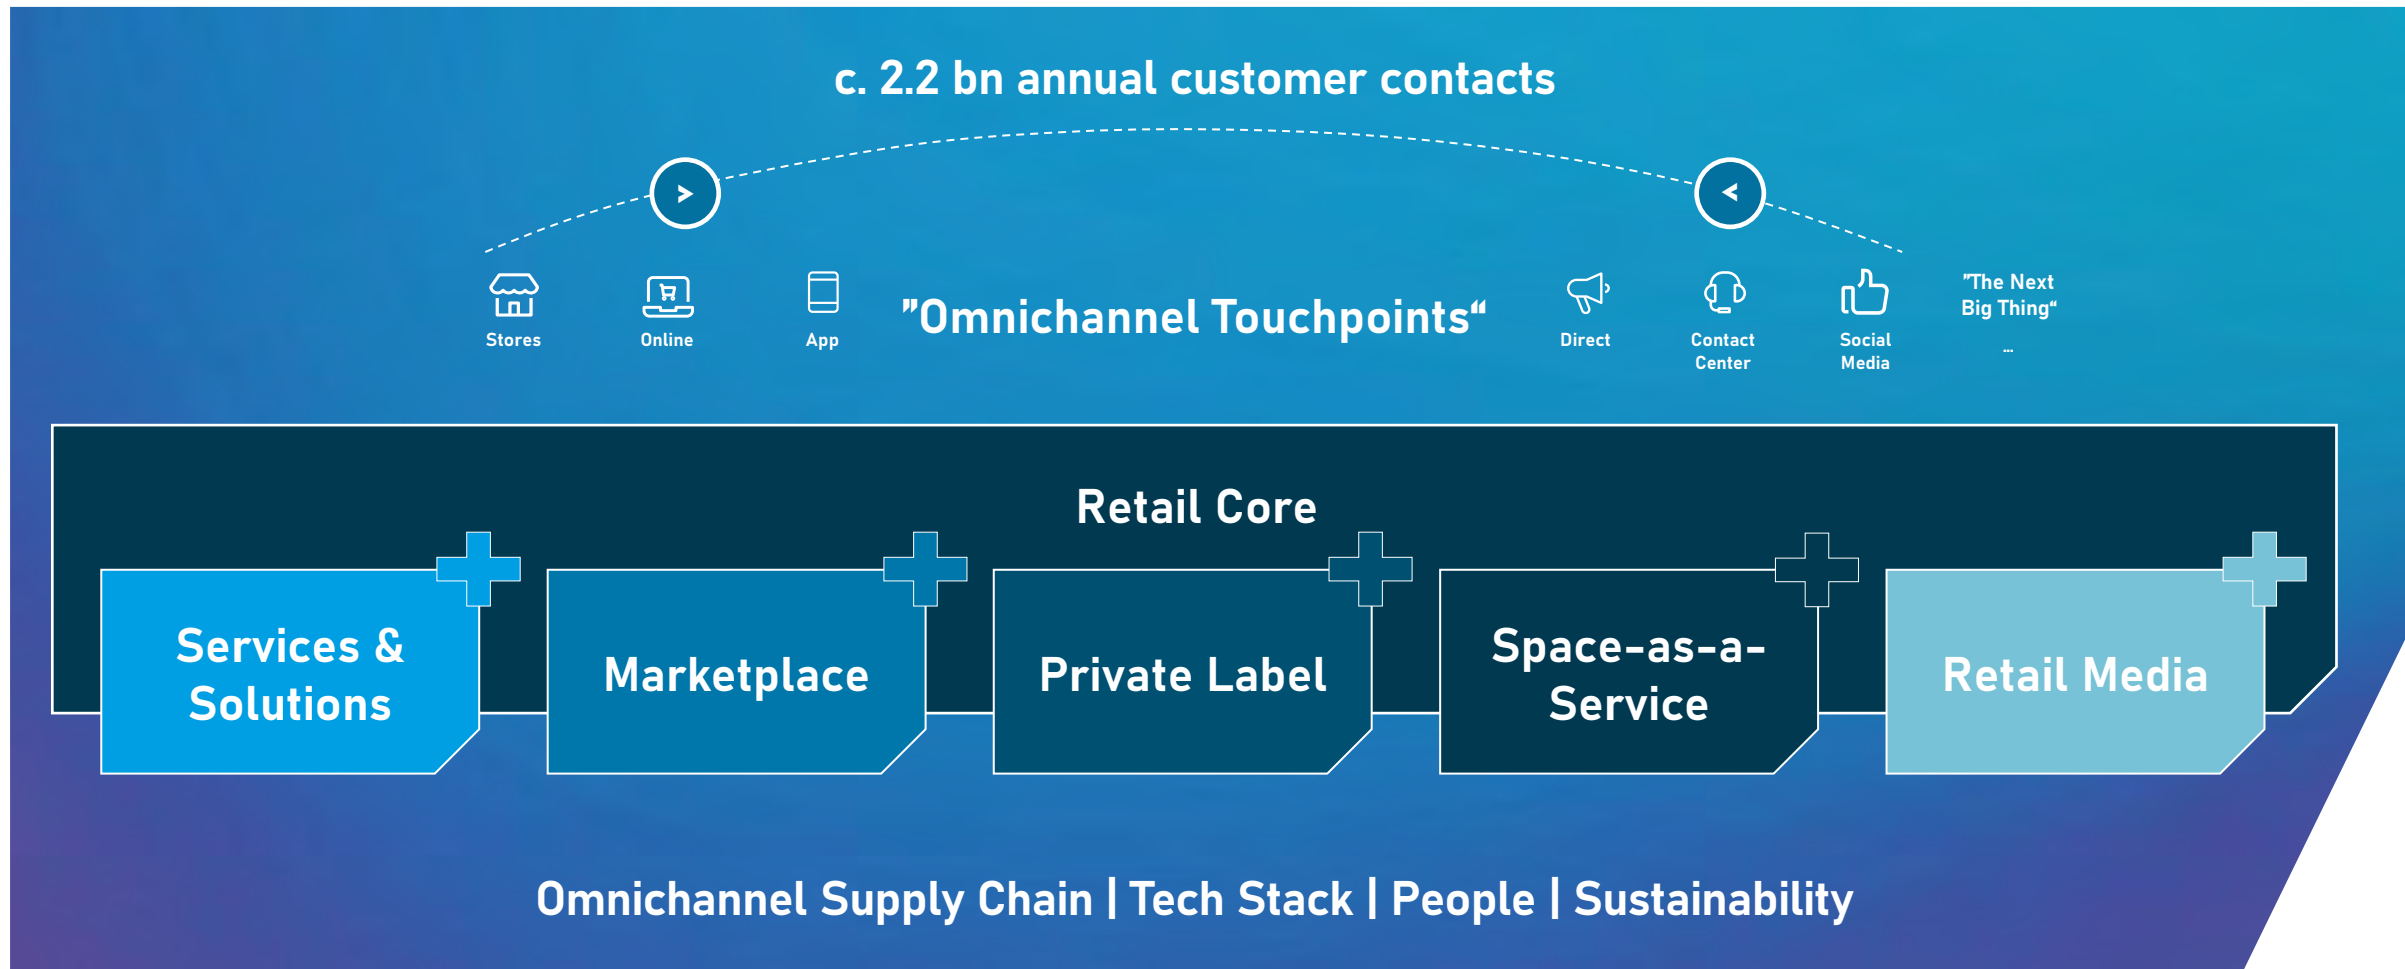 c. 2.2 bn annual customer contacts
>
<
"Omnichannel Touchpoints“
Stores
Online
App
Direct
Contact
Center
Social
Media
"The Next
Big Thing“
...
Retail Core
Services &
Solutions
Marketplace
Private Label
Space-as-a-
Service
Retail Media
Omnichannel Supply Chain | Tech Stack | People | Sustainability